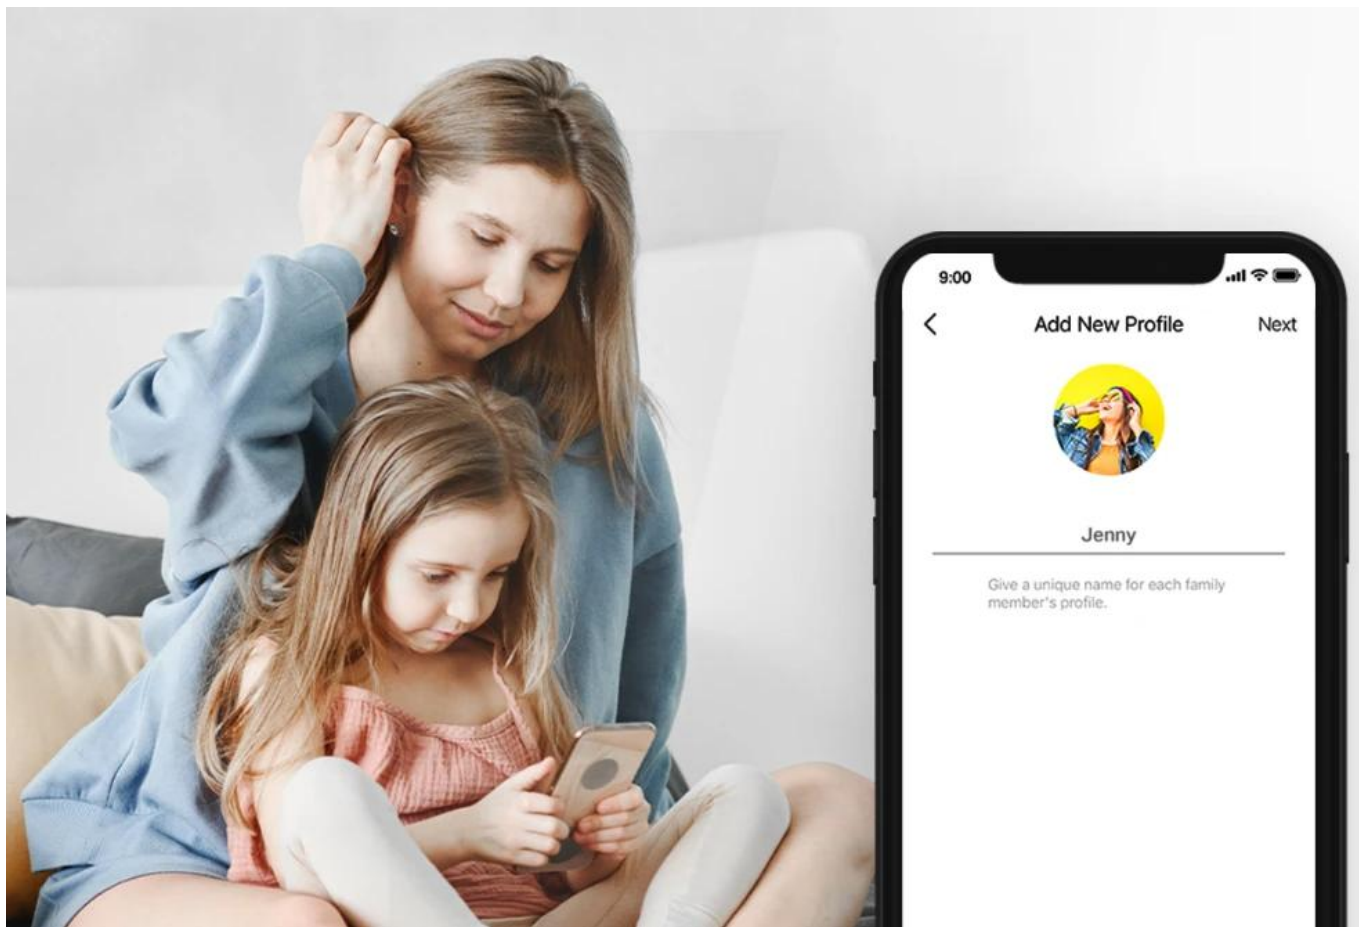 9:00
Add New Profile
Next
Jenny
Give a unique name for each family
member's profile.